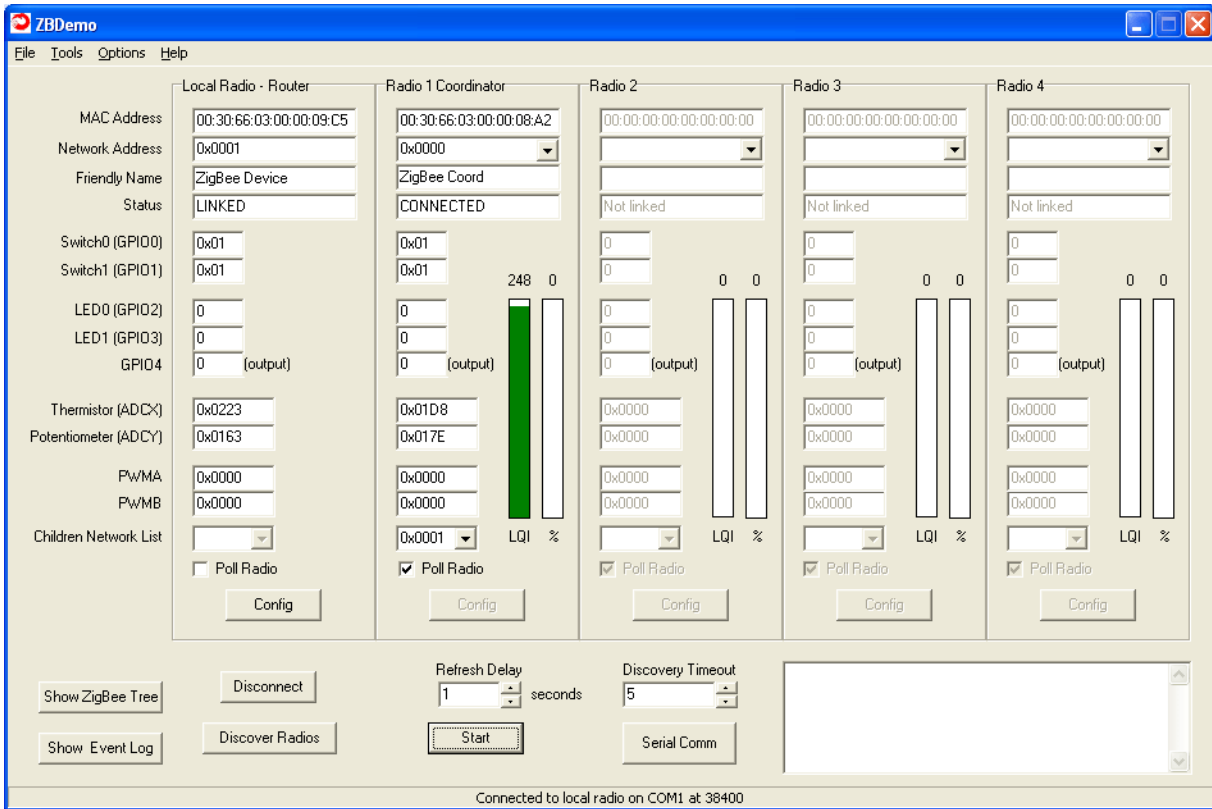 ZBDemo
File Tools Options Help
Local Radio - Router Radio 1 Coordinator Radio 2 Radio 3 Radio 4
MAC Address 00:30:66:03:00:00:09:C5 00:30:66:03:00:00:08:A2 00:00:00:00:00:00:00:00 00:00:00:00:00:00:00:00 00:00:00:00:00:00:00:00
Network Address 0x0001 0x0000
Friendly Name ZigBee Device ZigBee Coord
Status LINKED CONNECTED Not linked Not linked Not linked
Switch0 (GPIO0) 0x01 0x01 0 0 0
Switch1 (GPIO1) 0x01 0x01 0 0 0
248 0 0 0 0 0 0 0
LED0 (GPIO2) 0 0 0 0 0
LED1 (GPIO3) 0 0 0 0 0
GPIO4 0 (output) 0 (output) 0 (output) 0 (output) 0 (output)
Thermistor (ADCX) 0x0223 0x01D8 0x0000 0x0000 0x0000
Potentiometer (ADCY) 0x0163 0x017E 0x0000 0x0000 0x0000
PWMA 0x0000 0x0000 0x0000 0x0000 0x0000
PWMB 0x0000 0x0000 0x0000 0x0000 0x0000
Children Network List 0x0001 LQI % LQI % LQI % LQI %
Poll Radio Poll Radio Poll Radio Poll Radio Poll Radio
Config Config Config Config Config
Refresh Delay Discovery Timeout
Show ZigBee Tree Disconnect 1 seconds 5
Show Event Log Discover Radios Start Serial Comm
Connected to local radio on COM1 at 38400